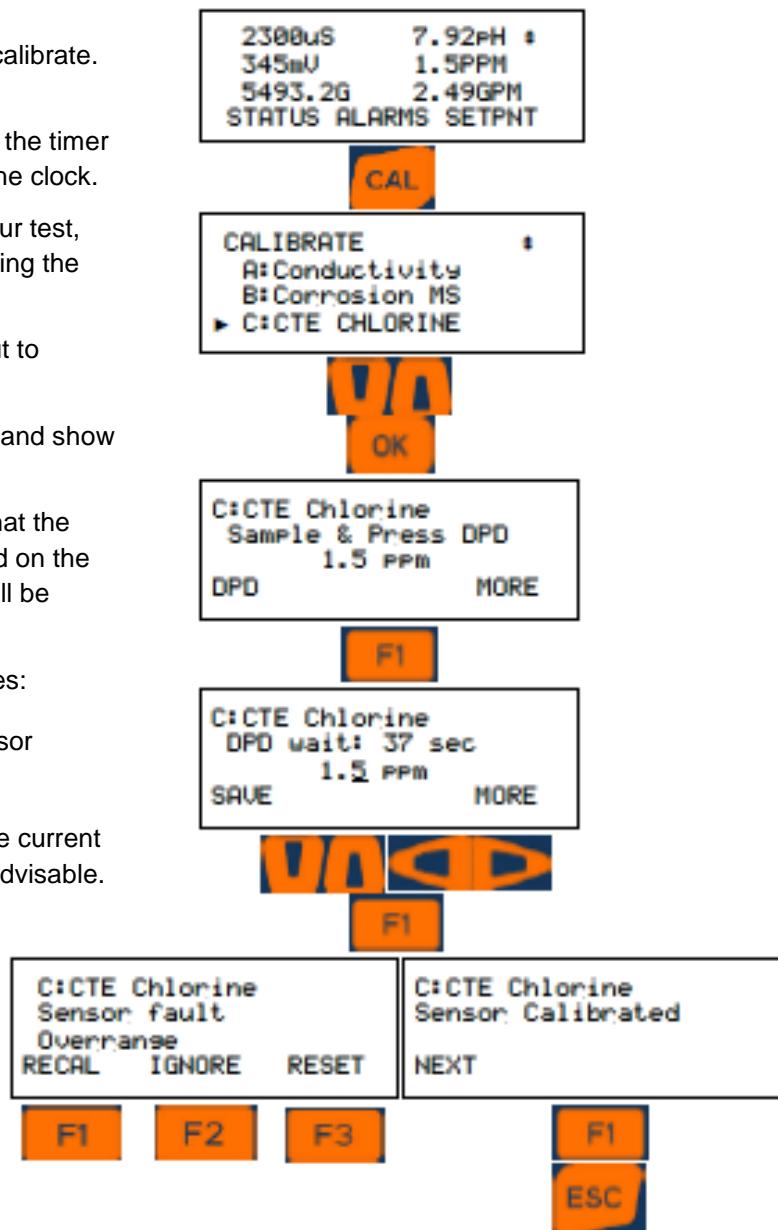 calibrate.
the timer
ne clock.
ur test,
ing the
t to
and show
at the
d on the
ll be
es:
sor
e current
dvisable.
2300uS 7.92pH
345mV 1.5PPM
5493.2G 2.49GPM
STATUS ALARMS SETPNT
CAL
CALIBRATE
A:Conductivity
B:Corrosion MS
► C:CTE CHLORINE
OK
C:CTE Chlorine
Sample & Press DPD
1.5 PPM
DPD MORE
F1
C:CTE Chlorine
DPD wait: 37 sec
1.5 PPM
SAVE MORE
F1
C:CTE Chlorine
Sensor fault
Overrange
RECAL IGNORE RESET
F1 F2 F3
C:CTE Chlorine
Sensor Calibrated
NEXT
F1
ESC